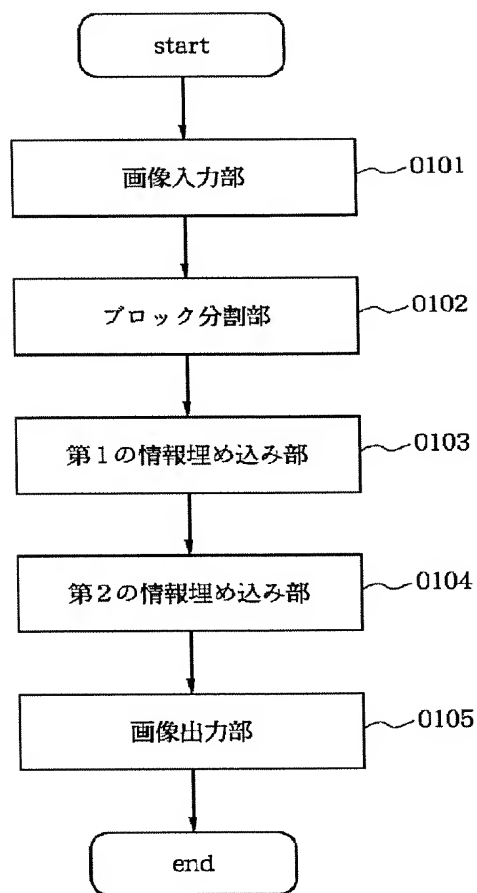 start
画像入力部
0101
ブロック分割部
0102
第1の情報埋め込み部
0103
第2の情報埋め込み部
0104
画像出力部
0105
end